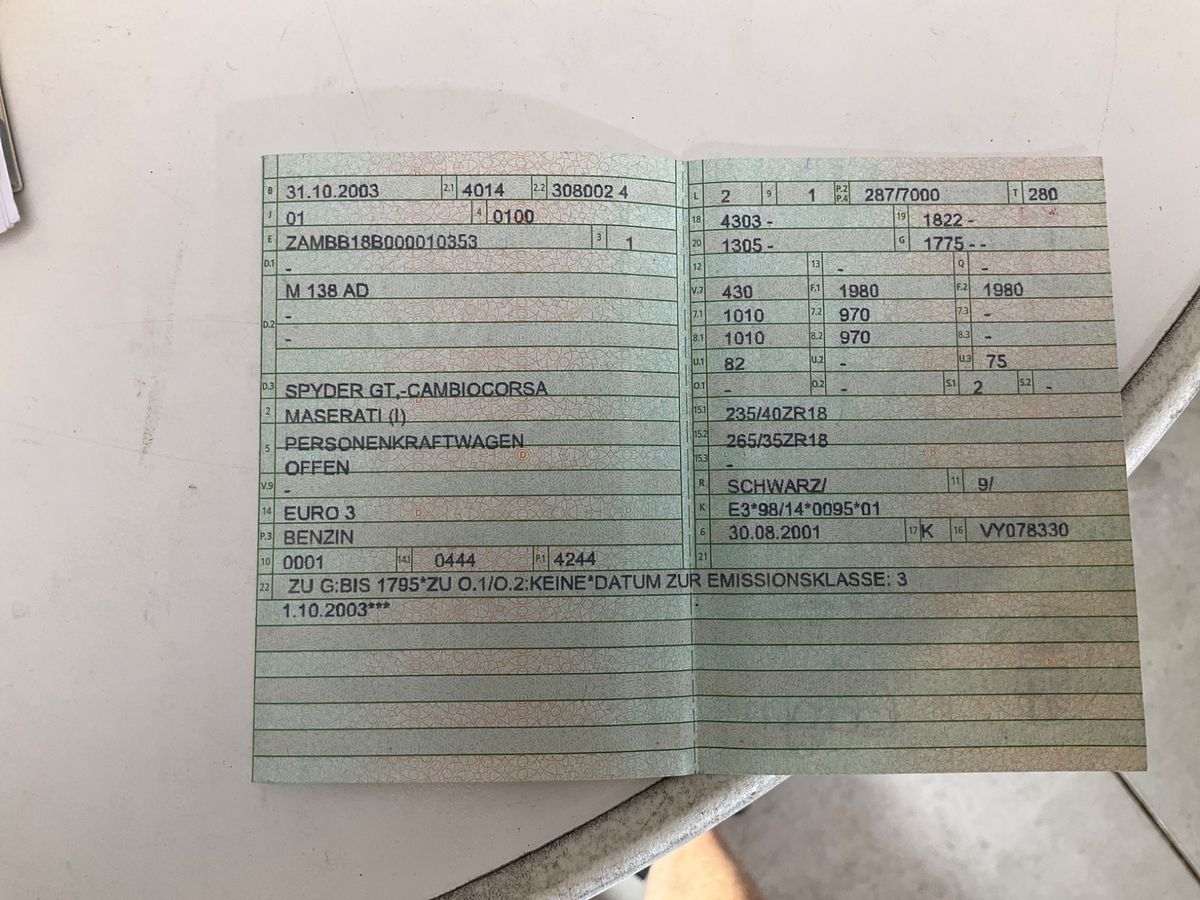 B 31.10.2003 2.1 4014 2.2 308002 4
J 01 4 0100
E ZAMBB18B000010353 3 1
D.1 -
M 138 AD
-
D.2 -
D.3 SPYDER GT,-CAMBIOCORSA
2 MASERATI (I)
5 PERSONENKRAFTWAGEN
OFFEN
V.9 -
14 EURO 3
P.3 BENZIN
10 0001 14.1 0444 P.1 4244
L 2 9 1 P.2 P.4 287/7000 T 280
18 4303 - 19 1822 -
20 1305 - G 1775 - -
12 13 - Q -
V.7 430 F.1 1980 F.2 1980
7.1 1010 7.2 970 7.3 -
8.1 1010 8.2 970 8.3 -
U.1 82 U.2 - U.3 75
O.1 - O.2 - S.1 2 S.2 -
15.1 235/40ZR18
15.2 265/35ZR18
15.3 -
R SCHWARZ/ 11 9/
K E3*98/14*0095*01
6 30.08.2001 17 K 16 VY078330
21
22 ZU G:BIS 1795*ZU O.1/O.2:KEINE*DATUM ZUR EMISSIONSKLASSE: 3
1.10.2003***